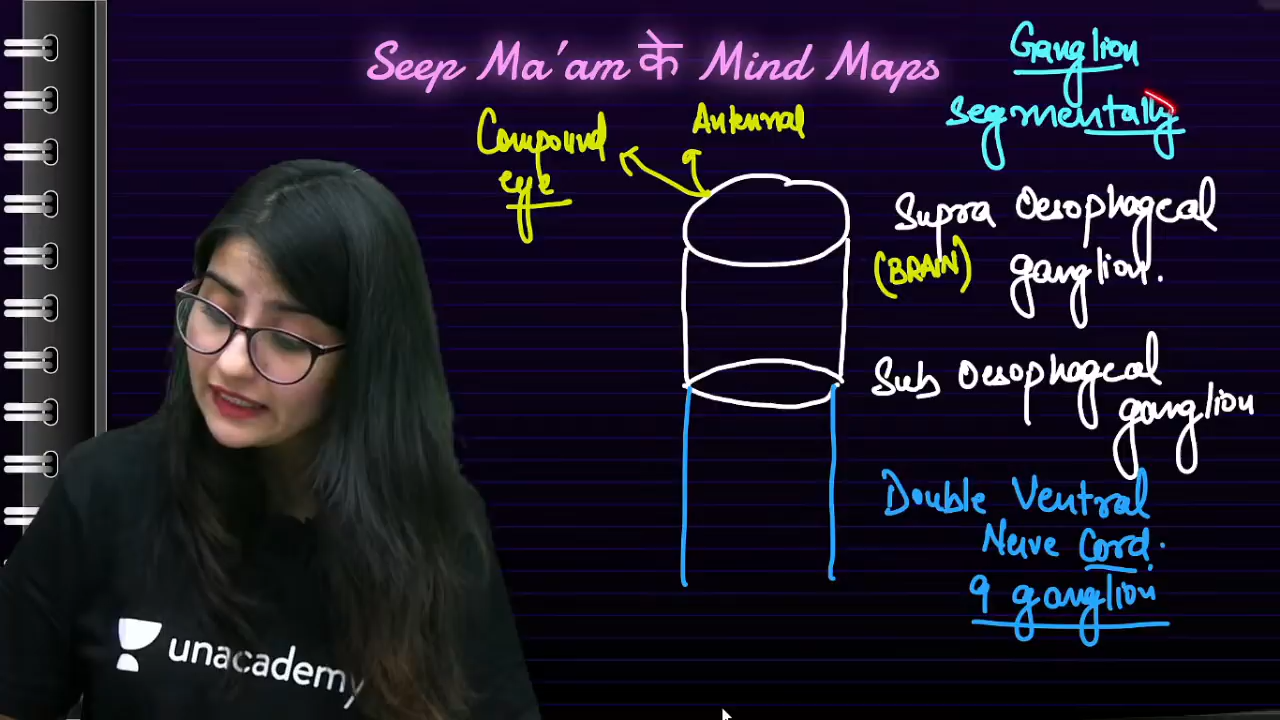 Seep Ma'am के Mind Maps
Ganglion
segmentally
Compound
eye
Antennal
Supra Oesophageal
(BRAIN) ganglion.
Sub Oesophageal
ganglion
Double Ventral
Nerve Cord.
9 ganglion
unacademy